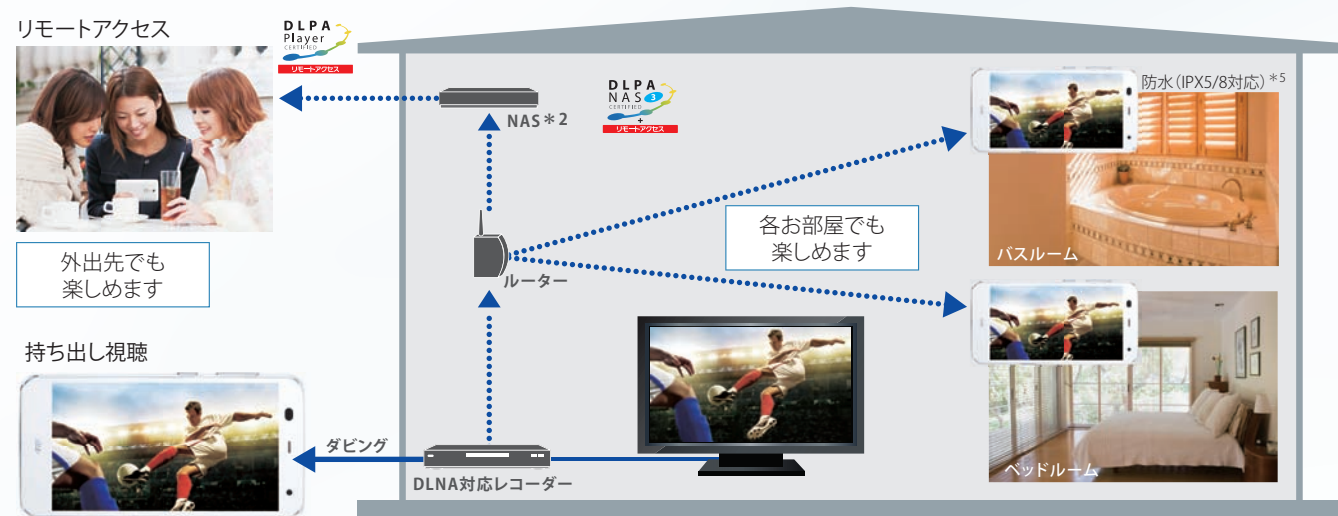 リモートアクセス
DLPA
Player
CERTIFIED
リモートアクセス
外出先でも
楽しめます
持ち出し視聴
ダビング
DLNA対応レコーダー
ルーター
NAS＊2
DLPA
NAS 3
CERTIFIED
+
リモートアクセス
各お部屋でも
楽しめます
防水（IPX5/8対応）＊5
バスルーム
ベッドルーム